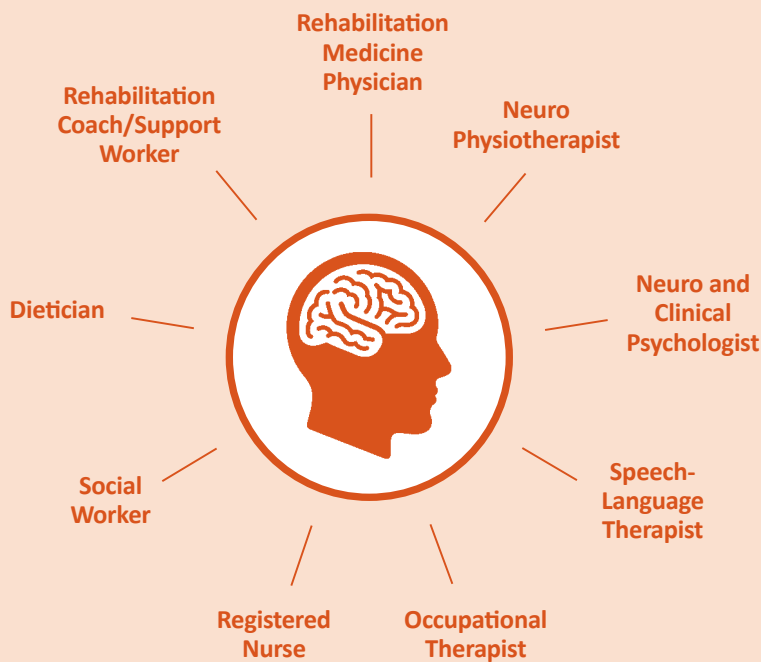 Rehabilitation
Medicine
Physician
Neuro
Physiotherapist
Neuro and
Clinical
Psychologist
Speech-
Language
Therapist
Occupational
Therapist
Registered
Nurse
Social
Worker
Dietician
Rehabilitation
Coach/Support
Worker